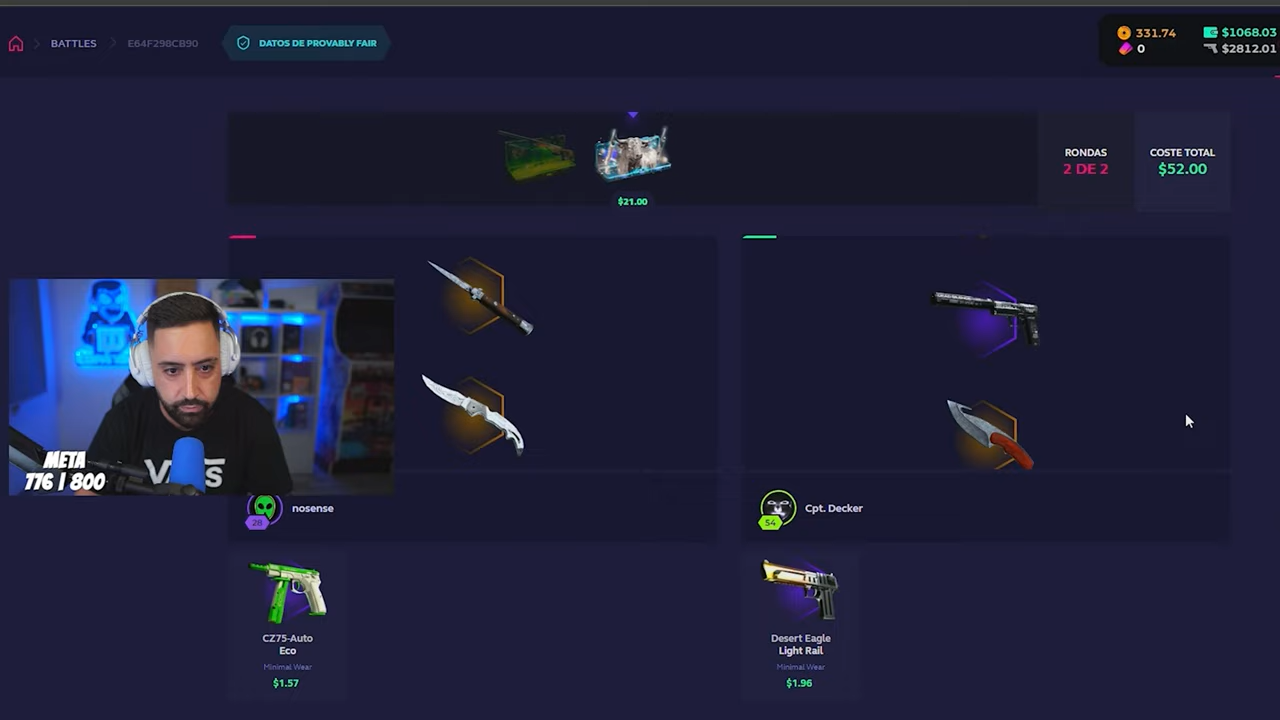 BATTLES
E64F298CB90
DATOS DE PROVABLY FAIR
331.74
$1068.03
0
$2812.01
RONDAS
2 DE 2
COSTE TOTAL
$52.00
$21.00
META
776 | 800
VANS
28
nosense
54
Cpt. Decker
CZ75-Auto
Eco
Minimal Wear
$1.57
Desert Eagle
Light Rail
Minimal Wear
$1.96